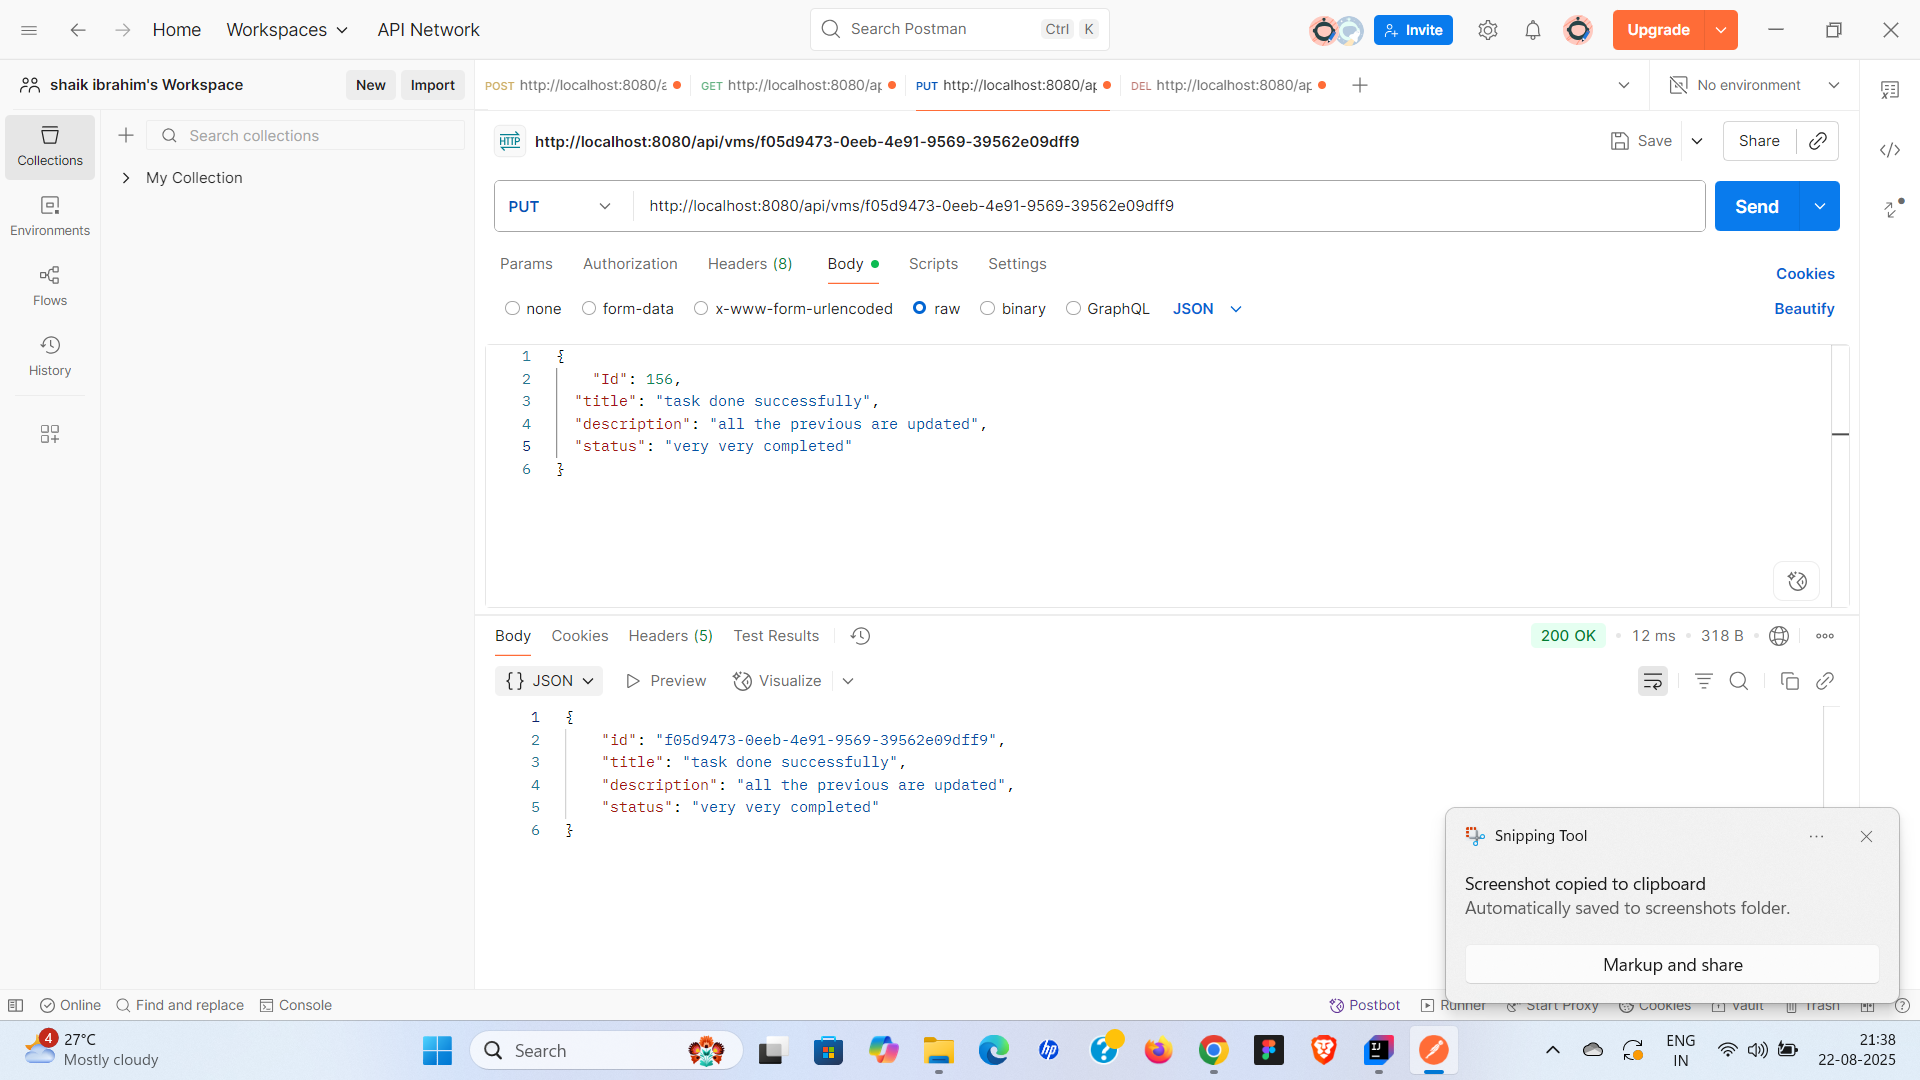 Home
Workspaces
API Network
Search Postman
Ctrl K
Invite
Upgrade
shaik ibrahim's Workspace
New
Import
POST http://localhost:8080/a
GET http://localhost:8080/ap
PUT http://localhost:8080/ap
DEL http://localhost:8080/ap
No environment
Collections
Search collections
My Collection
Environments
Flows
History
HTTP http://localhost:8080/api/vms/f05d9473-0eeb-4e91-9569-39562e09dff9
Save
Share
PUT
http://localhost:8080/api/vms/f05d9473-0eeb-4e91-9569-39562e09dff9
Send
Params
Authorization
Headers (8)
Body
Scripts
Settings
Cookies
none
form-data
x-www-form-urlencoded
raw
binary
GraphQL
JSON
Beautify
1 {
2 "Id": 156,
3 "title": "task done successfully",
4 "description": "all the previous are updated",
5 "status": "very very completed"
6 }
Body
Cookies
Headers (5)
Test Results
200 OK
12 ms
318 B
{} JSON
Preview
Visualize
1 {
2 "id": "f05d9473-0eeb-4e91-9569-39562e09dff9",
3 "title": "task done successfully",
4 "description": "all the previous are updated",
5 "status": "very very completed"
6 }
Snipping Tool
Screenshot copied to clipboard
Automatically saved to screenshots folder.
Markup and share
Online
Find and replace
Console
Postbot
Runner
Start Proxy
Cookies
Vault
Trash
4
27°C
Mostly cloudy
Search
hp
IJ
ENG
IN
21:38
22-08-2025